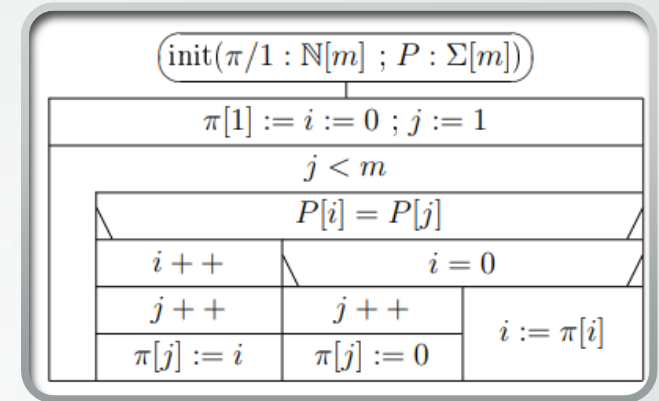 init(π/1 : ℕ[m] ; P : Σ[m])
π[1] := i := 0 ; j := 1
j < m
P[i] = P[j]
i + + i = 0
j + + j + + i := π[i]
π[j] := i π[j] := 0